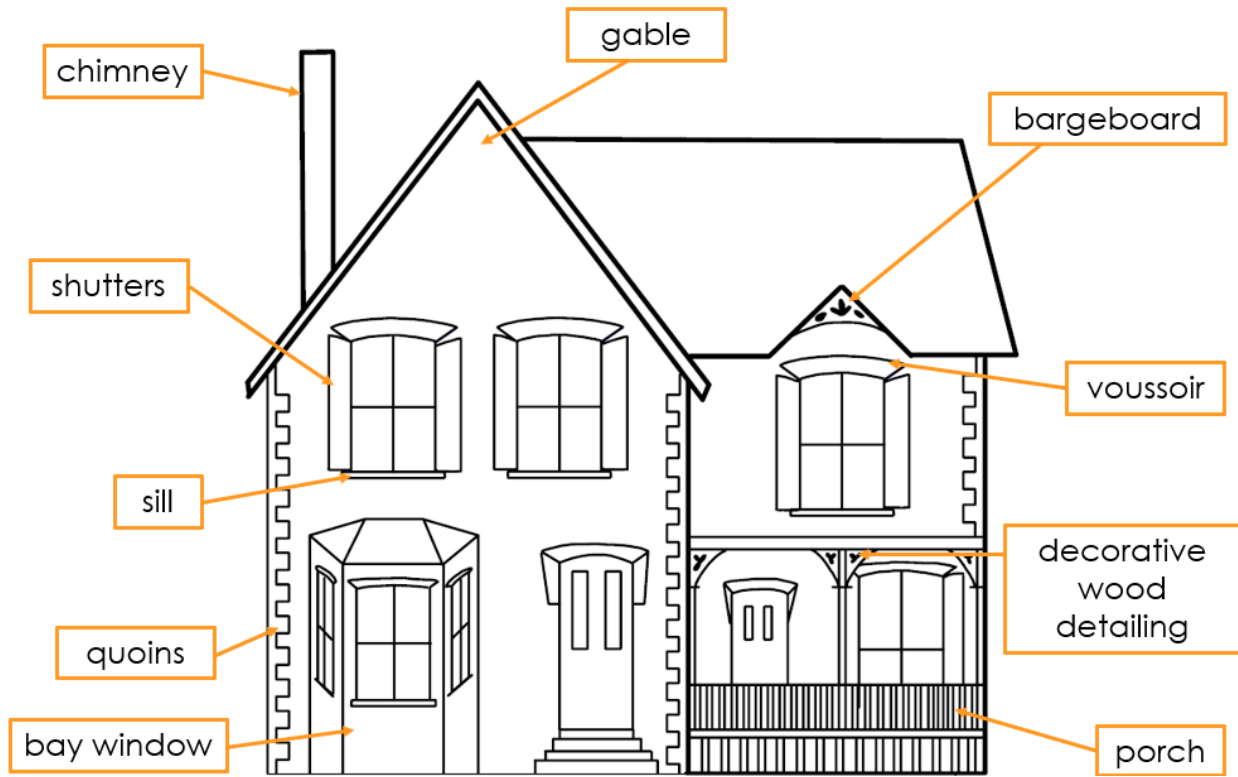 gable
chimney
bargeboard
shutters
voussoir
sill
decorative
wood
detailing
quoins
bay window
porch